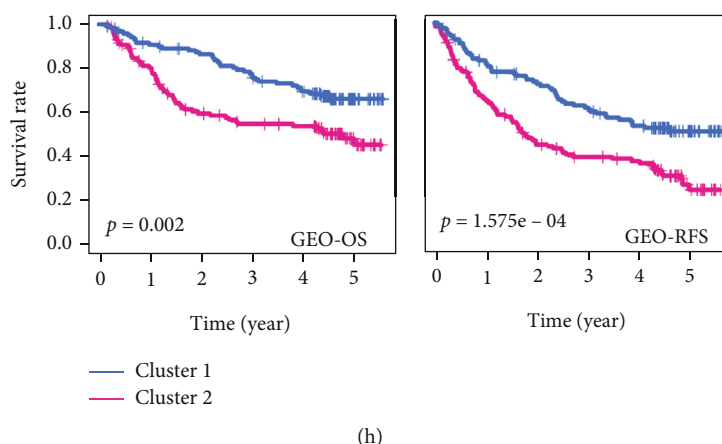 1.0
0.8
0.6
0.4
0.2
0.0
Survival rate
p = 0.002
GEO-OS
0 1 2 3 4 5
Time (year)
p = 1.575e – 04
GEO-RFS
0 1 2 3 4 5
Time (year)
Cluster 1
Cluster 2
(h)